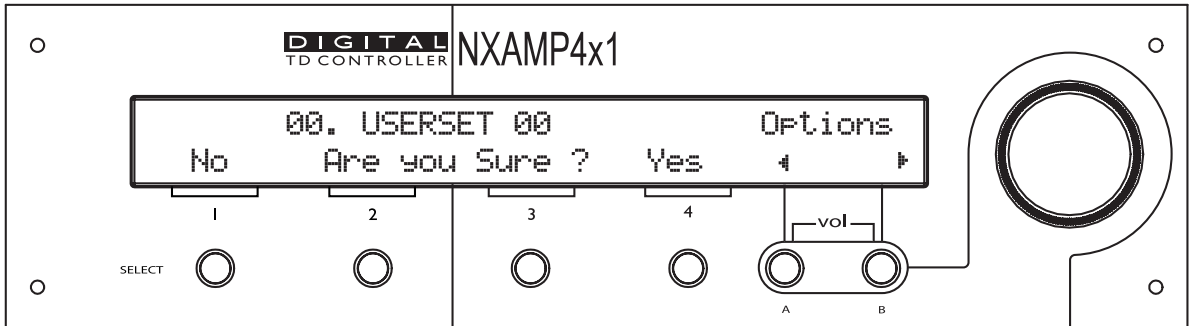 DIGITAL
TD CONTROLLER
NXAMP4x1
00. USERSET 00 Options
No Are you Sure ? Yes
1 2 3 4
vol
SELECT
A B